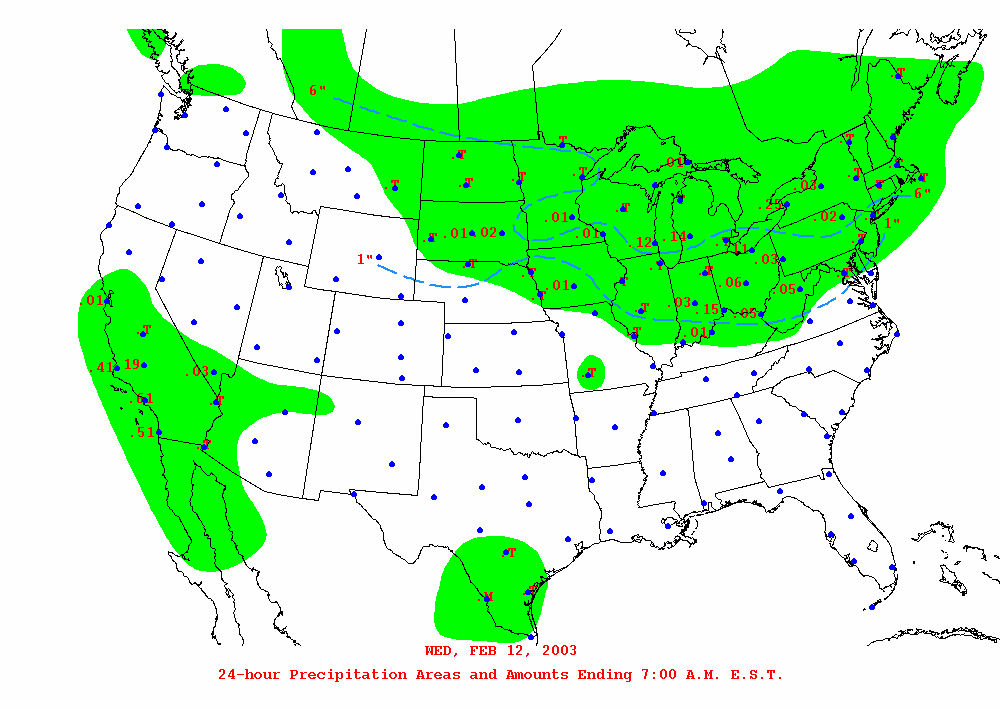 .T
6"
.T
.T
.T
.01
.T
.T
.T
.T
.T
.T
.03
.T
.T
6"
.T
.25
.01
.02
1"
.T
.01
.02
.01
.12
.14
.T
.11
.T
1"
.T
.T
.03
.T
.T
.T
.01
.T
.06
.05
.01
.T
.03
.15
.05
.T
.T
.01
.41
.19
.03
.T
.61
.T
.51
.T
.T
.M
.T
WED, FEB 12, 2003
24-hour Precipitation Areas and Amounts Ending 7:00 A.M. E.S.T.